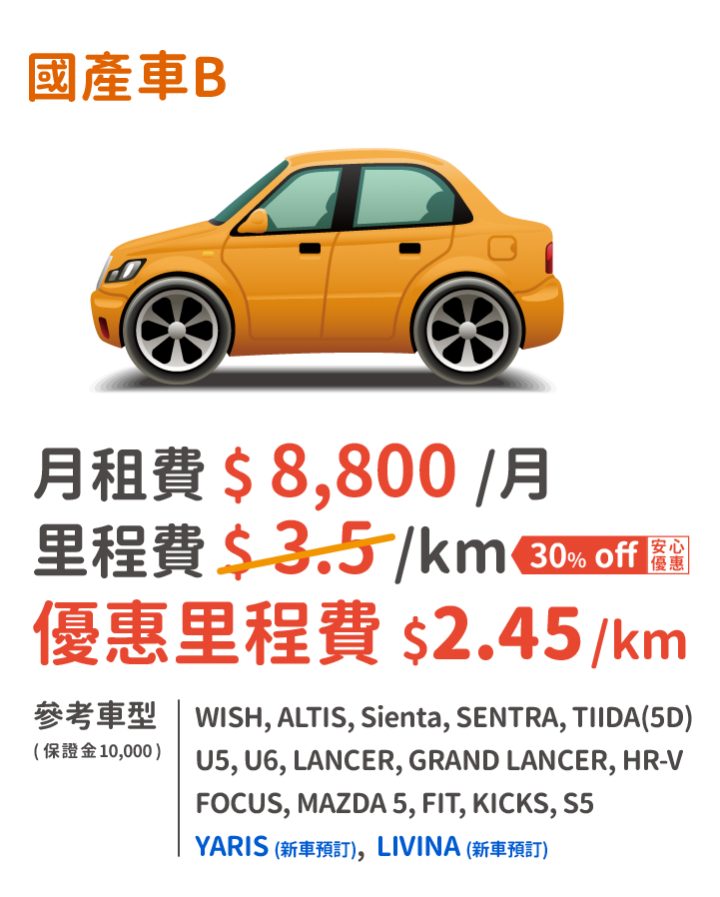 國產車B
月租費 $ 8,800 /月
里程費 $ 3.5 /km 30% off 安心優惠
優惠里程費 $2.45/km
參考車型
(保證金10,000)
WISH, ALTIS, Sienta, SENTRA, TIIDA(5D)
U5, U6, LANCER, GRAND LANCER, HR-V
FOCUS, MAZDA 5, FIT, KICKS, S5
YARIS (新車預訂), LIVINA (新車預訂)